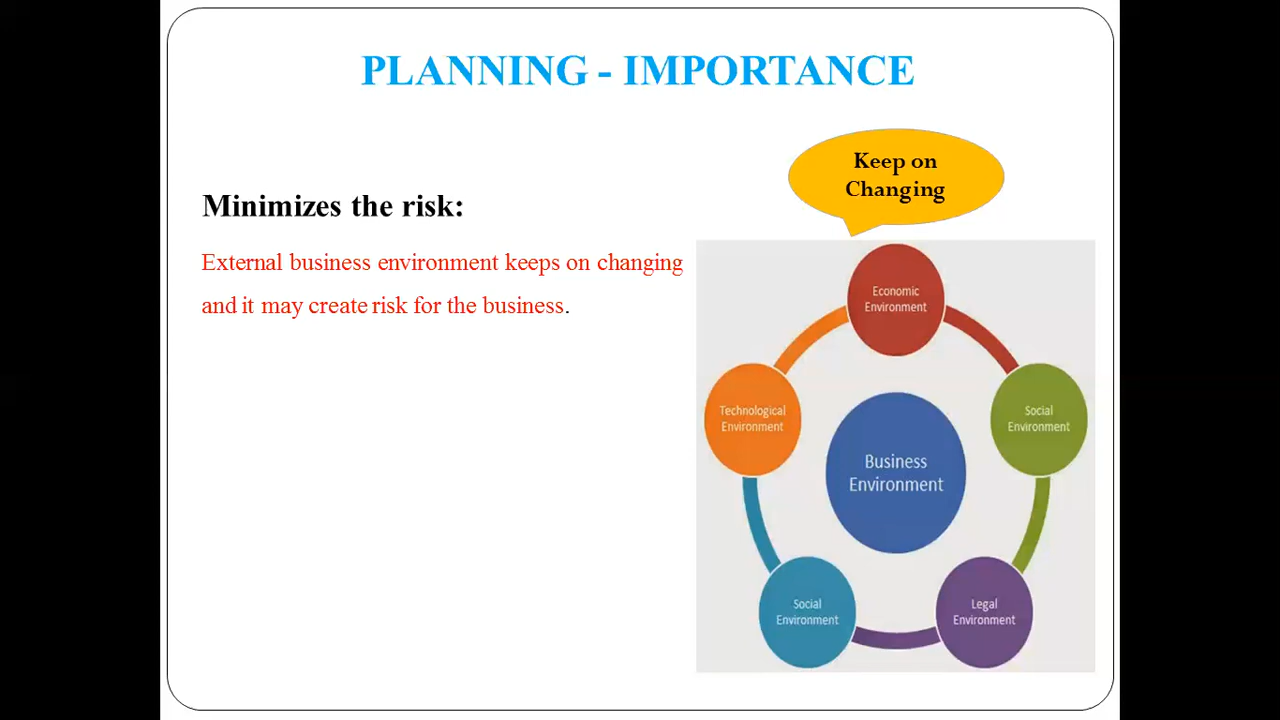 PLANNING - IMPORTANCE
Keep on
Changing
Minimizes the risk:
External business environment keeps on changing
and it may create risk for the business.
Economic
Environment
Technological
Environment
Social
Environment
Business
Environment
Social
Environment
Legal
Environment